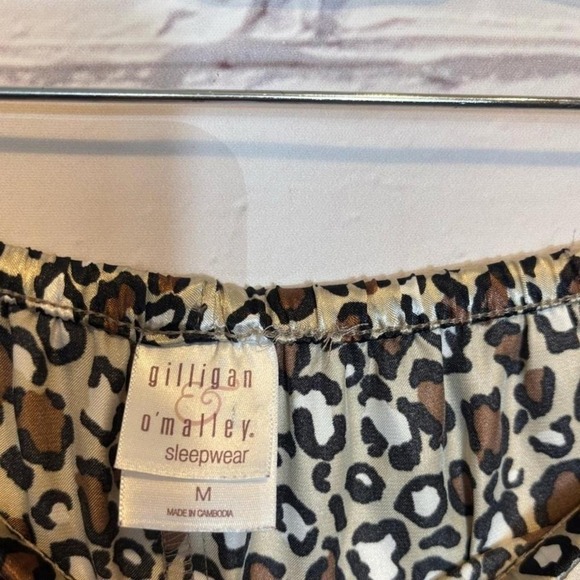 gilligan
&
o'malley®
sleepwear
M
MADE IN CAMBODIA